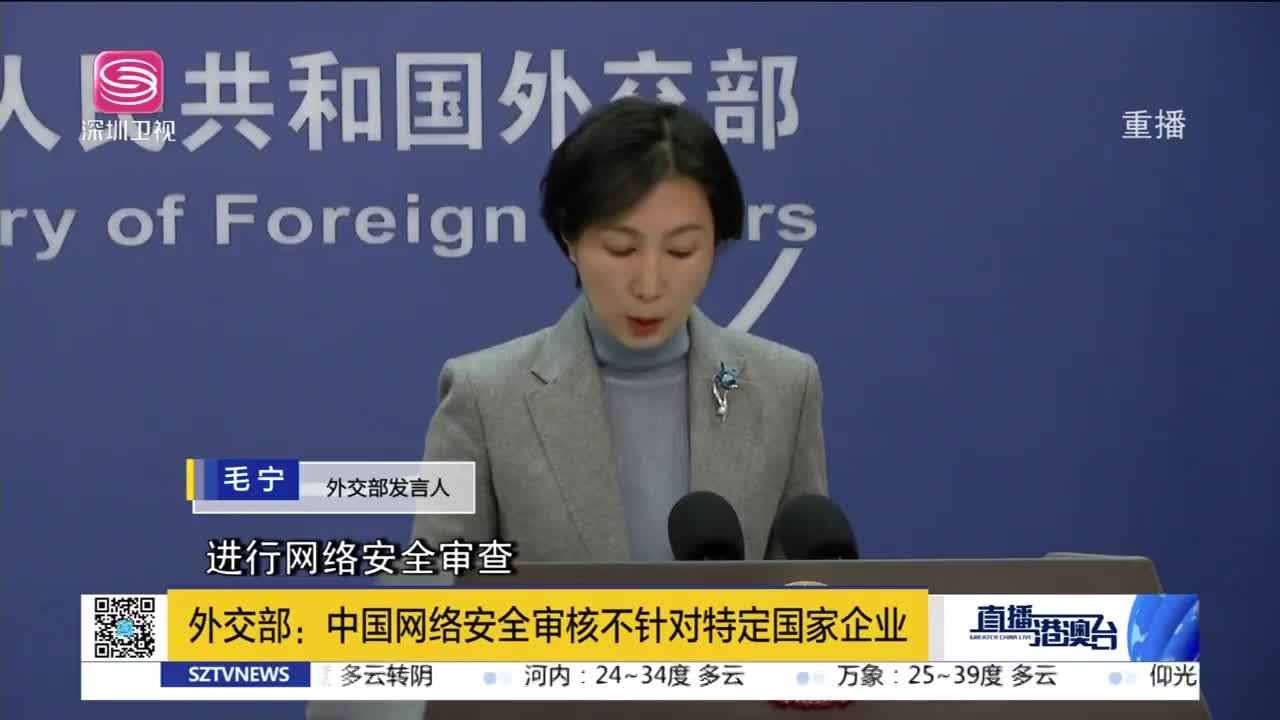 人民共和国外交部
深圳卫视
重播
ry of Foreign
rs
毛宁
外交部发言人
进行网络安全审查
外交部：中国网络安全审核不针对特定国家企业
直播港澳台
GREATER CHINA LIVE
SZTVNEWS
多云转阴
河内：24~34度 多云
万象：25~39度 多云
仰光